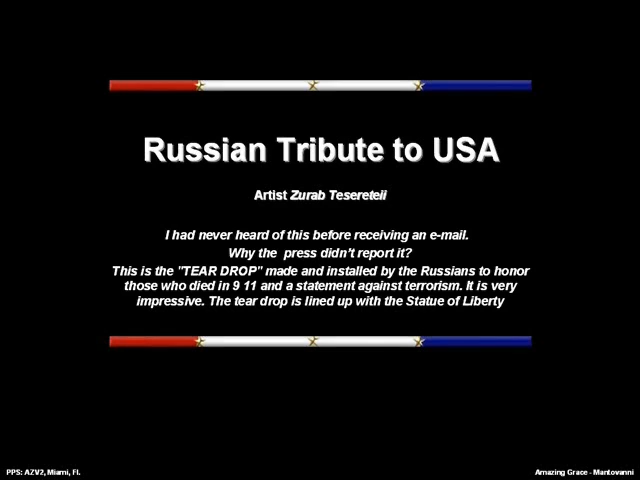 Russian Tribute to USA
Artist Zurab Tesereteii
I had never heard of this before receiving an e-mail.
Why the press didn't report it?
This is the "TEAR DROP" made and installed by the Russians to honor
those who died in 9 11 and a statement against terrorism. It is very
impressive. The tear drop is lined up with the Statue of Liberty
PPS: AZV2, Miami, Fl.
Amazing Grace - Mantovanni